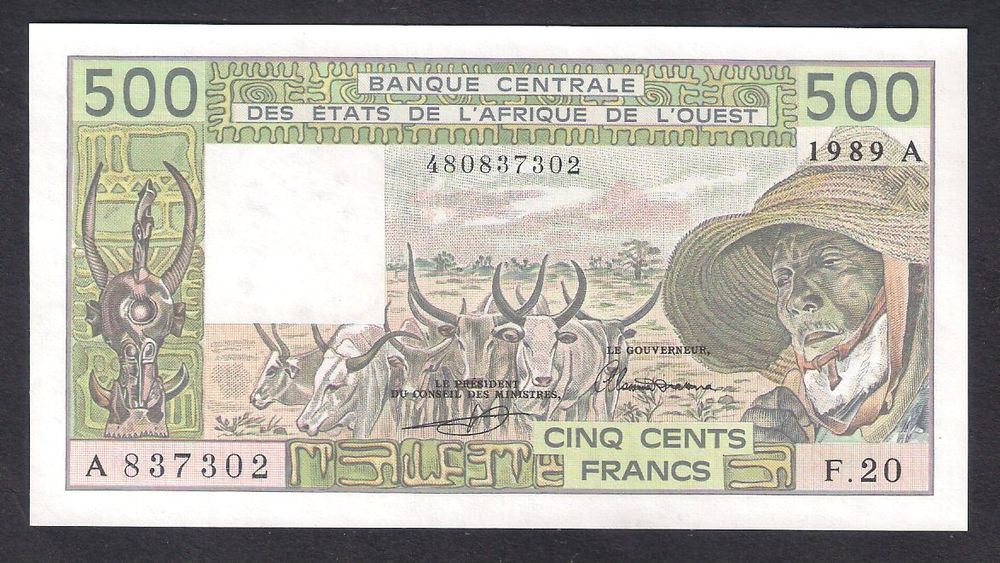 500
BANQUE CENTRALE
DES ÉTATS DE L'AFRIQUE DE L'OUEST
500
1989 A
480837302
LE GOUVERNEUR,
LE PRÉSIDENT
DU CONSEIL DES MINISTRES,
CINQ CENTS
FRANCS
A 837302
F.20